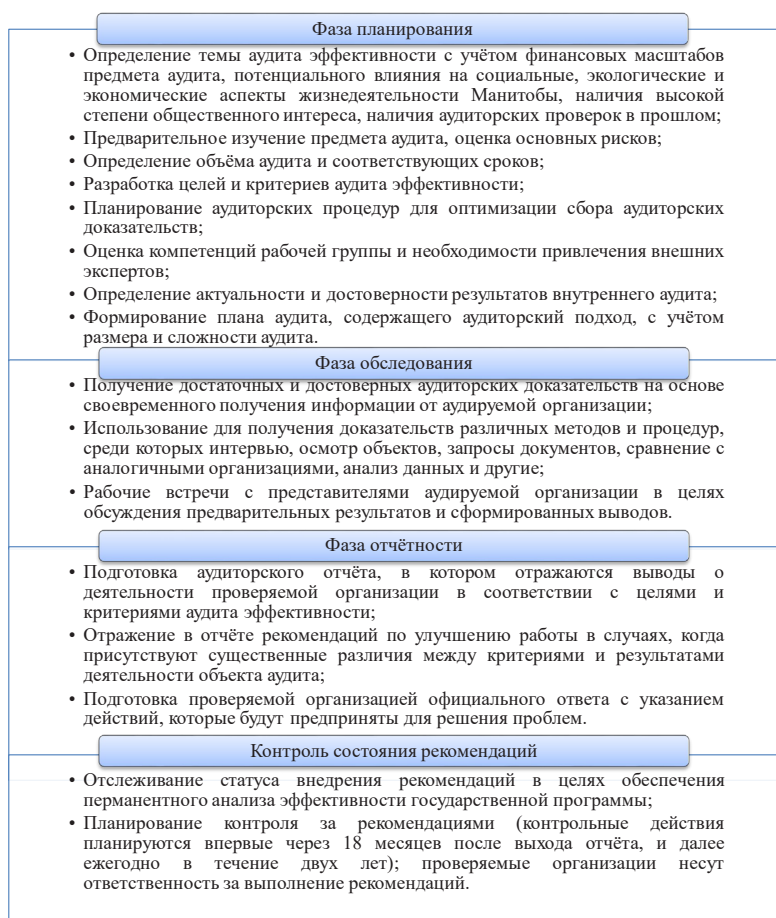 Фаза планирования
• Определение темы аудита эффективности с учётом финансовых масштабов
предмета аудита, потенциального влияния на социальные, экологические и
экономические аспекты жизнедеятельности Манитобы, наличия высокой
степени общественного интереса, наличия аудиторских проверок в прошлом;
• Предварительное изучение предмета аудита, оценка основных рисков;
• Определение объёма аудита и соответствующих сроков;
• Разработка целей и критериев аудита эффективности;
• Планирование аудиторских процедур для оптимизации сбора аудиторских
доказательств;
• Оценка компетенций рабочей группы и необходимости привлечения внешних
экспертов;
• Определение актуальности и достоверности результатов внутреннего аудита;
• Формирование плана аудита, содержащего аудиторский подход, с учётом
размера и сложности аудита.
Фаза обследования
• Получение достаточных и достоверных аудиторских доказательств на основе
своевременного получения информации от аудируемой организации;
• Использование для получения доказательств различных методов и процедур,
среди которых интервью, осмотр объектов, запросы документов, сравнение с
аналогичными организациями, анализ данных и другие;
• Рабочие встречи с представителями аудируемой организации в целях
обсуждения предварительных результатов и сформированных выводов.
Фаза отчётности
• Подготовка аудиторского отчёта, в котором отражаются выводы о
деятельности проверяемой организации в соответствии с целями и
критериями аудита эффективности;
• Отражение в отчёте рекомендаций по улучшению работы в случаях, когда
присутствуют существенные различия между критериями и результатами
деятельности объекта аудита;
• Подготовка проверяемой организацией официального ответа с указанием
действий, которые будут предприняты для решения проблем.
Контроль состояния рекомендаций
• Отслеживание статуса внедрения рекомендаций в целях обеспечения
перманентного анализа эффективности государственной программы;
• Планирование контроля за рекомендациями (контрольные действия
планируются впервые через 18 месяцев после выхода отчёта, и далее
ежегодно в течение двух лет); проверяемые организации несут
ответственность за выполнение рекомендаций.